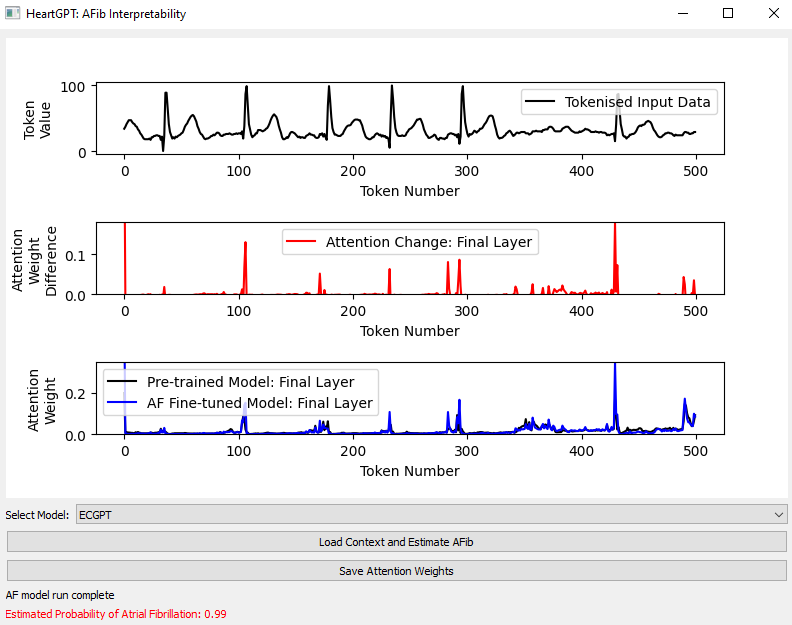 HeartGPT: AFib Interpretability
Token
Value
100
0
Tokenised Input Data
0 100 200 300 400 500
Token Number
Attention
Weight
Difference
0.1
0.0
Attention Change: Final Layer
0 100 200 300 400 500
Token Number
Attention
Weight
0.2
0.0
Pre-trained Model: Final Layer
AF Fine-tuned Model: Final Layer
0 100 200 300 400 500
Token Number
Select Model: ECGPT
Load Context and Estimate AFib
Save Attention Weights
AF model run complete
Estimated Probability of Atrial Fibrillation: 0.99